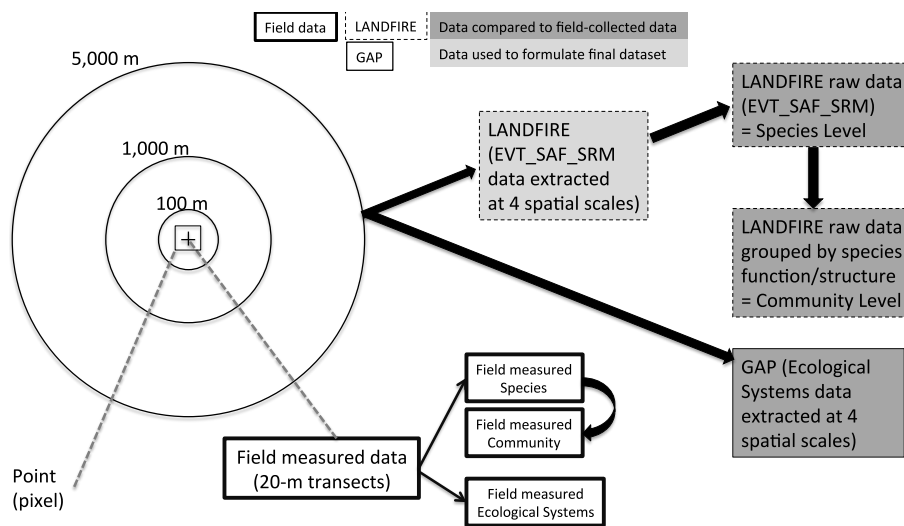 Field data
LANDFIRE
Data compared to field-collected data
GAP
Data used to formulate final dataset
5,000 m
1,000 m
100 m
LANDFIRE
(EVT_SAF_SRM
data extracted
at 4 spatial scales)
LANDFIRE raw data
(EVT_SAF_SRM)
= Species Level
LANDFIRE raw data
grouped by species
function/structure
= Community Level
GAP (Ecological
Systems data
extracted at 4
spatial scales)
Field measured
Species
Field measured
Community
Field measured data
(20-m transects)
Field measured
Ecological Systems
Point
(pixel)